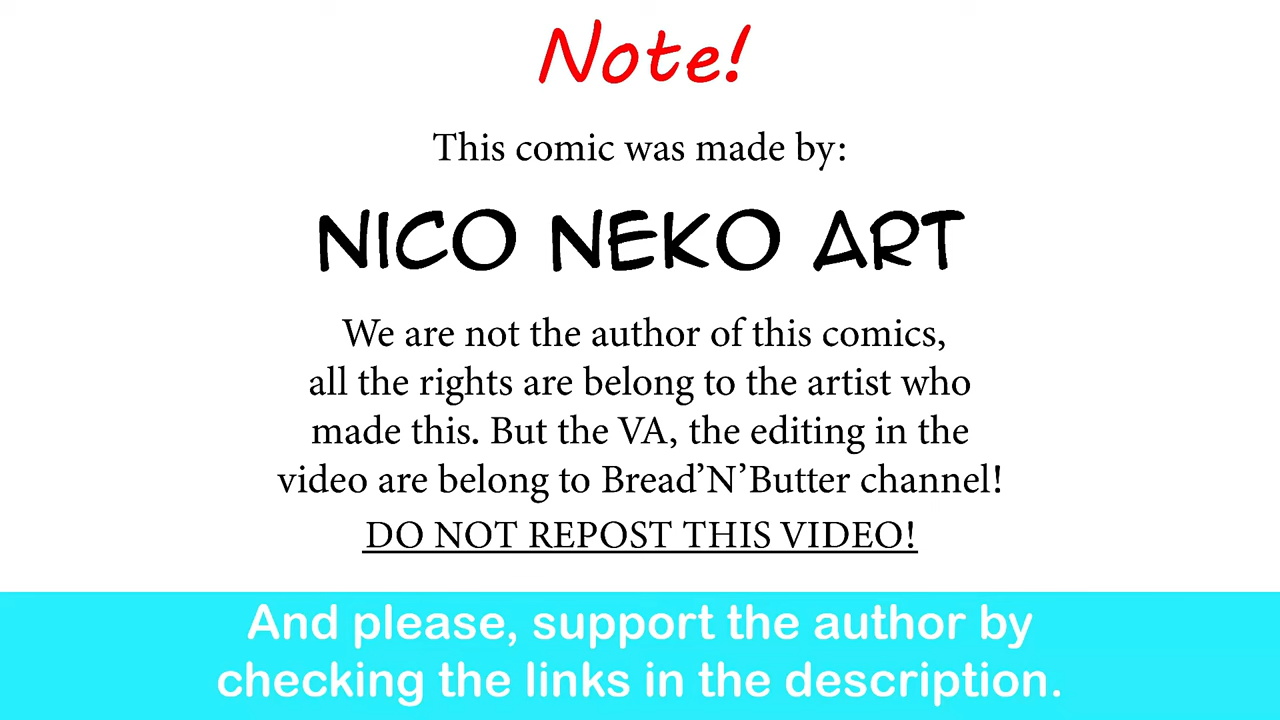 Note!
This comic was made by:
NICO NEKO ART
We are not the author of this comics,
all the rights are belong to the artist who
made this. But the VA, the editing in the
video are belong to Bread’N’Butter channel!
DO NOT REPOST THIS VIDEO!
And please, support the author by
checking the links in the description.